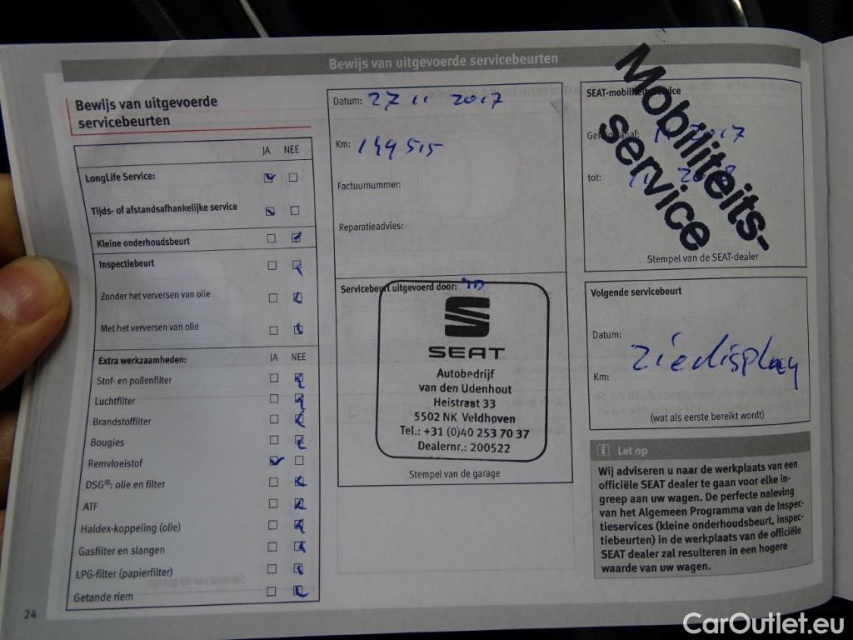 Bewijs van uitgevoerde servicebeurten
Bewijs van uitgevoerde
servicebeurten
JA NEE
LongLife Service:
Tijds- of afstandsafhankelijke service
Kleine onderhoudsbeurt
Inspectiebeurt
Zonder het verversen van olie
Met het verversen van olie
Extra werkzaamheden: JA NEE
Stof- en pollenfilter
Luchtfilter
Brandstoffilter
Bougies
Remvloeistof
DSG®: olie en filter
ATF
Haldex-koppeling (olie)
Gasfilter en slangen
LPG-filter (papierfilter)
Getande riem
24
Datum: 27 11 2017
Km: 149515
Factuurnummer:
Reparatieadvies:
Servicebeurt uitgevoerd door:
SEAT
Autobedrijf
van den Udenhout
Heistraat 33
5502 NK Veldhoven
Tel.: +31 (0)40 253 70 37
Dealernr.: 200522
Stempel van de garage
SEAT-mobiliteitsservice
Mobiliteits-
service
tot:
Stempel van de SEAT-dealer
Volgende servicebeurt
Datum:
Zie display
Km:
(wat als eerste bereikt wordt)
i Let op
Wij adviseren u naar de werkplaats van een
officiële SEAT dealer te gaan voor elke in-
greep aan uw wagen. De perfecte naleving
van het Algemeen Programma van de Inspec-
tieservices (kleine onderhoudsbeurt, inspec-
tiebeurten) in de werkplaats van de officiële
SEAT dealer zal resulteren in een hogere
waarde van uw wagen.
CarOutlet.eu